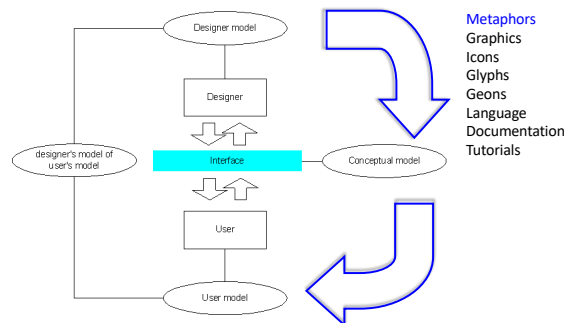 Designer model
Designer
designer's model of
user's model
Interface
Conceptual model
User
User model
Metaphors
Graphics
Icons
Glyphs
Geons
Language
Documentation
Tutorials